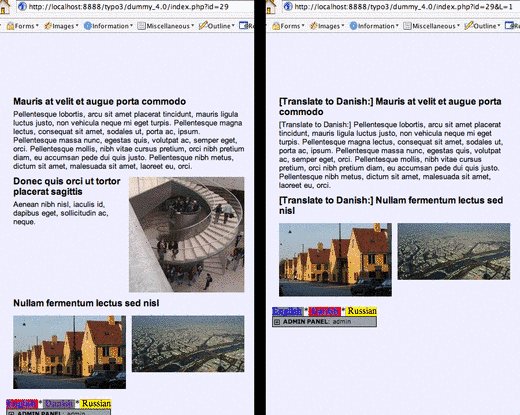 http://localhost:8888/typo3/dummy_4.0/index.php?id=29
Forms Images Information Miscellaneous Outline Re
Mauris at velit et augue porta commodo
Pellentesque lobortis, arcu sit amet placerat tincidunt, mauris ligula
luctus justo, non vehicula neque mi eget turpis. Pellentesque magna
lectus, consequat sit amet, sodales ut, porta ac, ipsum.
Pellentesque massa nunc, egestas quis, volutpat ac, semper eget,
orci. Pellentesque mollis, nibh vitae cursus pretium, orci nibh pretium
diam, eu accumsan pede dui quis justo. Pellentesque nibh metus,
dictum sit amet, malesuada sit amet, laoreet eu, orci.
Donec quis orci ut tortor
placerat sagittis
Aenean nibh nisl, iaculis id,
dapibus eget, sollicitudin ac,
neque.
Nullam fermentum lectus sed nisl
English * Danish * Russian
ADMIN PANEL: admin
http://localhost:8888/typo3/dummy_4.0/index.php?id=29&L=1
Forms Images Information Miscellaneous Outline
[Translate to Danish:] Mauris at velit et augue porta
commodo
[Translate to Danish:] Pellentesque lobortis, arcu sit amet placerat
tincidunt, mauris ligula luctus justo, non vehicula neque mi eget
turpis. Pellentesque magna lectus, consequat sit amet, sodales ut,
porta ac, ipsum. Pellentesque massa nunc, egestas quis, volutpat
ac, semper eget, orci. Pellentesque mollis, nibh vitae cursus
pretium, orci nibh pretium diam, eu accumsan pede dui quis justo.
Pellentesque nibh metus, dictum sit amet, malesuada sit amet,
laoreet eu, orci.
[Translate to Danish:] Nullam fermentum lectus sed
nisl
English * Danish * Russian
ADMIN PANEL: admin